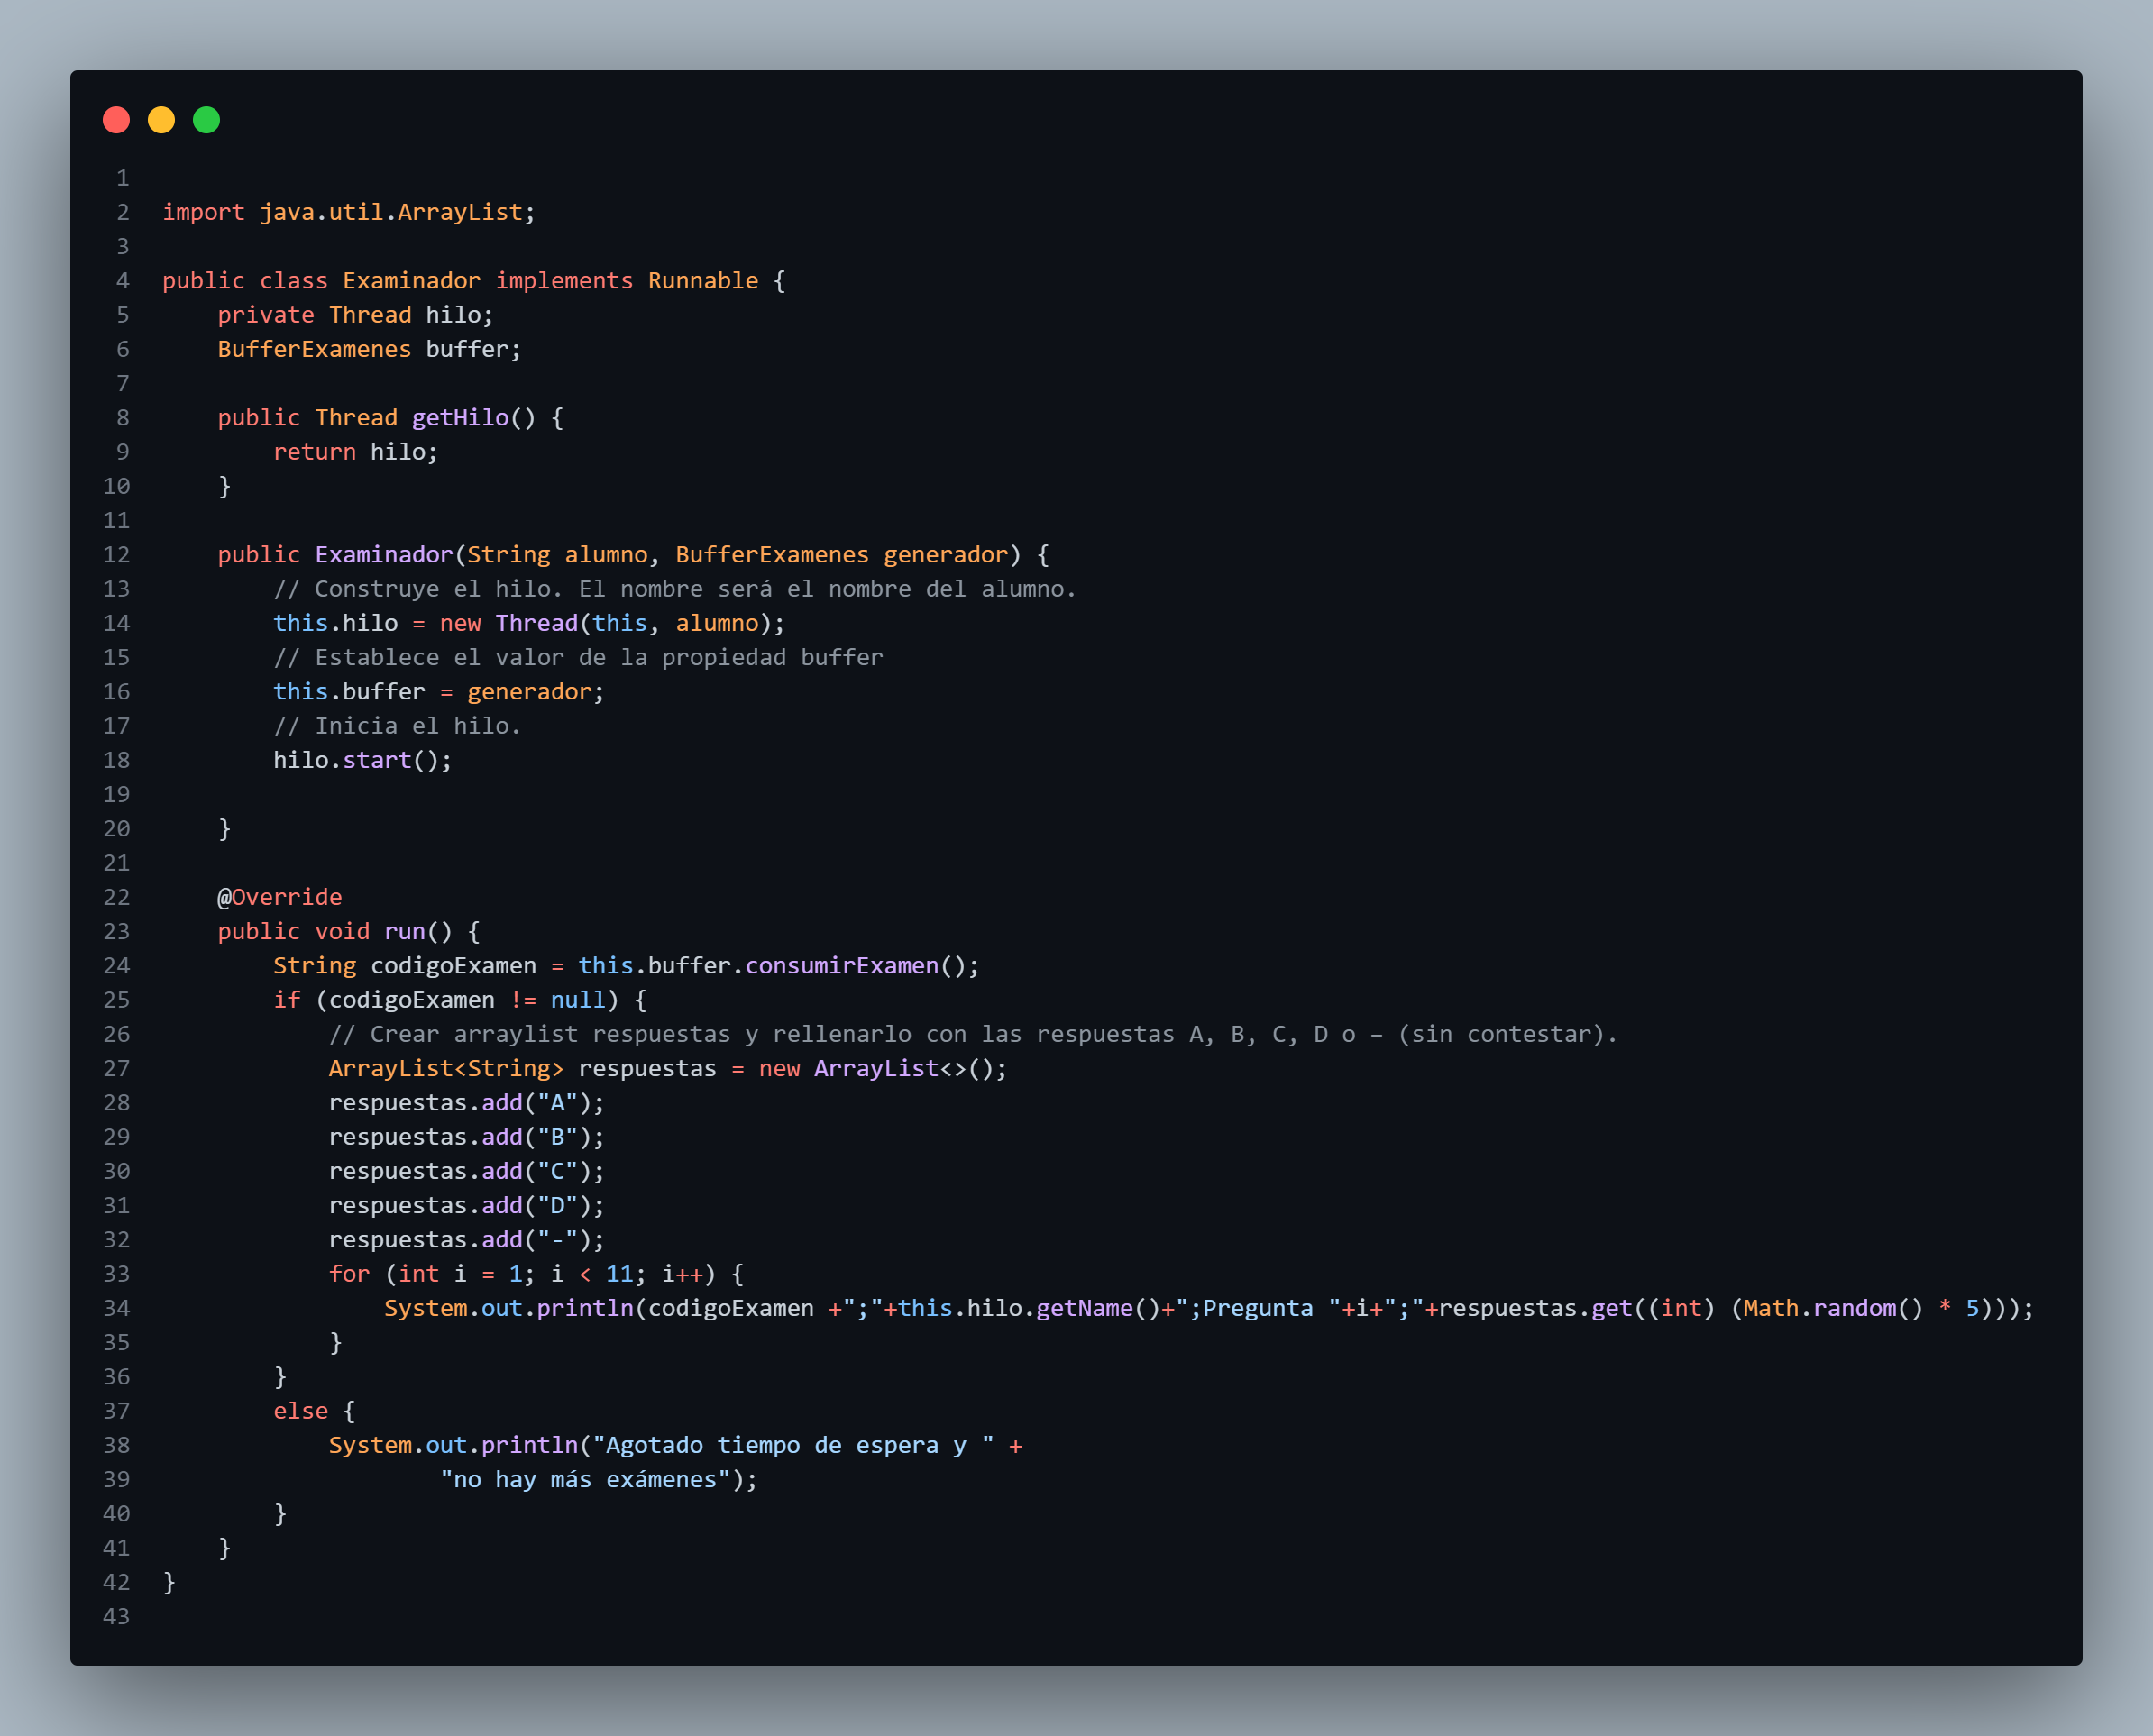 1
2 import java.util.ArrayList;
3
4 public class Examinador implements Runnable {
5     private Thread hilo;
6     BufferExamenes buffer;
7
8     public Thread getHilo() {
9         return hilo;
10     }
11
12     public Examinador(String alumno, BufferExamenes generador) {
13         // Construye el hilo. El nombre será el nombre del alumno.
14         this.hilo = new Thread(this, alumno);
15         // Establece el valor de la propiedad buffer
16         this.buffer = generador;
17         // Inicia el hilo.
18         hilo.start();
19
20     }
21
22     @Override
23     public void run() {
24         String codigoExamen = this.buffer.consumirExamen();
25         if (codigoExamen != null) {
26             // Crear arraylist respuestas y rellenarlo con las respuestas A, B, C, D o – (sin contestar).
27             ArrayList<String> respuestas = new ArrayList<>();
28             respuestas.add("A");
29             respuestas.add("B");
30             respuestas.add("C");
31             respuestas.add("D");
32             respuestas.add("-");
33             for (int i = 1; i < 11; i++) {
34                 System.out.println(codigoExamen +";"+this.hilo.getName()+";Pregunta "+i+";"+respuestas.get((int) (Math.random() * 5)));
35             }
36         }
37         else {
38             System.out.println("Agotado tiempo de espera y " +
39                     "no hay más exámenes");
40         }
41     }
42 }
43